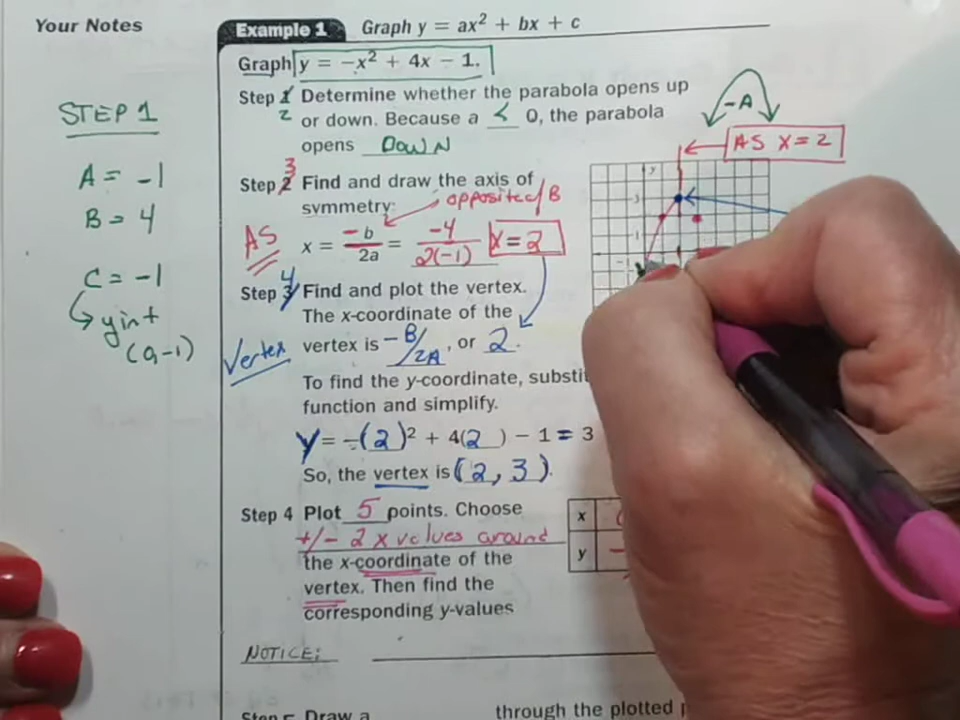 Your Notes
Example 1 Graph y = ax² + bx + c
Graph y = -x² + 4x - 1.
STEP 1
A = -1
B = 4
C = -1
y int
(0,-1)
Step 1 Determine whether the parabola opens up
2 or down. Because a < 0, the parabola
opens DOWN
-A
AS x = 2
3
Step 2 Find and draw the axis of
symmetry:
opposite/B
AS x = -b/2a = -4/2(-1) x = 2
4
Step 3 Find and plot the vertex.
The x-coordinate of the
Vertex vertex is -B/2A, or 2.
To find the y-coordinate, substit
function and simplify.
y = -(2)² + 4(2) - 1 = 3
So, the vertex is (2, 3).
Step 4 Plot 5 points. Choose
+/- 2 x values around
the x-coordinate of the
vertex. Then find the
corresponding y-values
y
3
1
-1
x
y
NOTICE:
Draw a through the plotted